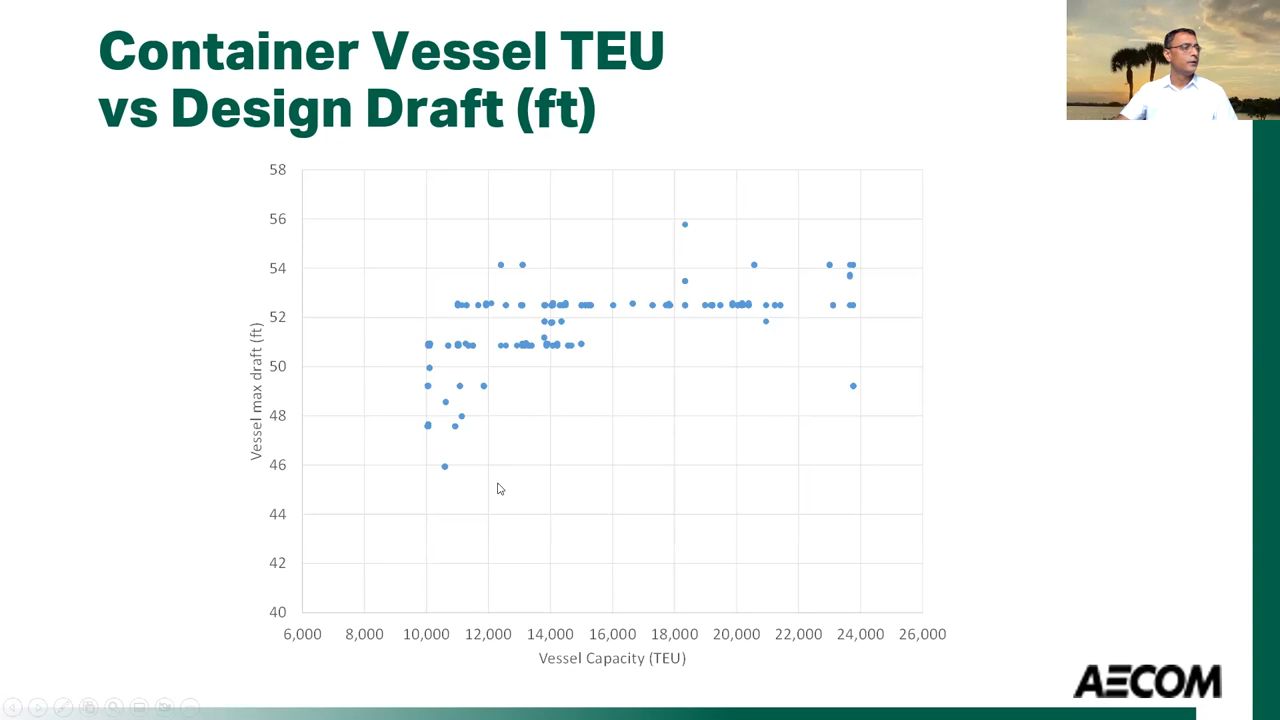 Container Vessel TEU
vs Design Draft (ft)
58
56
54
52
50
48
46
44
42
40
Vessel max draft (ft)
6,000 8,000 10,000 12,000 14,000 16,000 18,000 20,000 22,000 24,000 26,000
Vessel Capacity (TEU)
AECOM